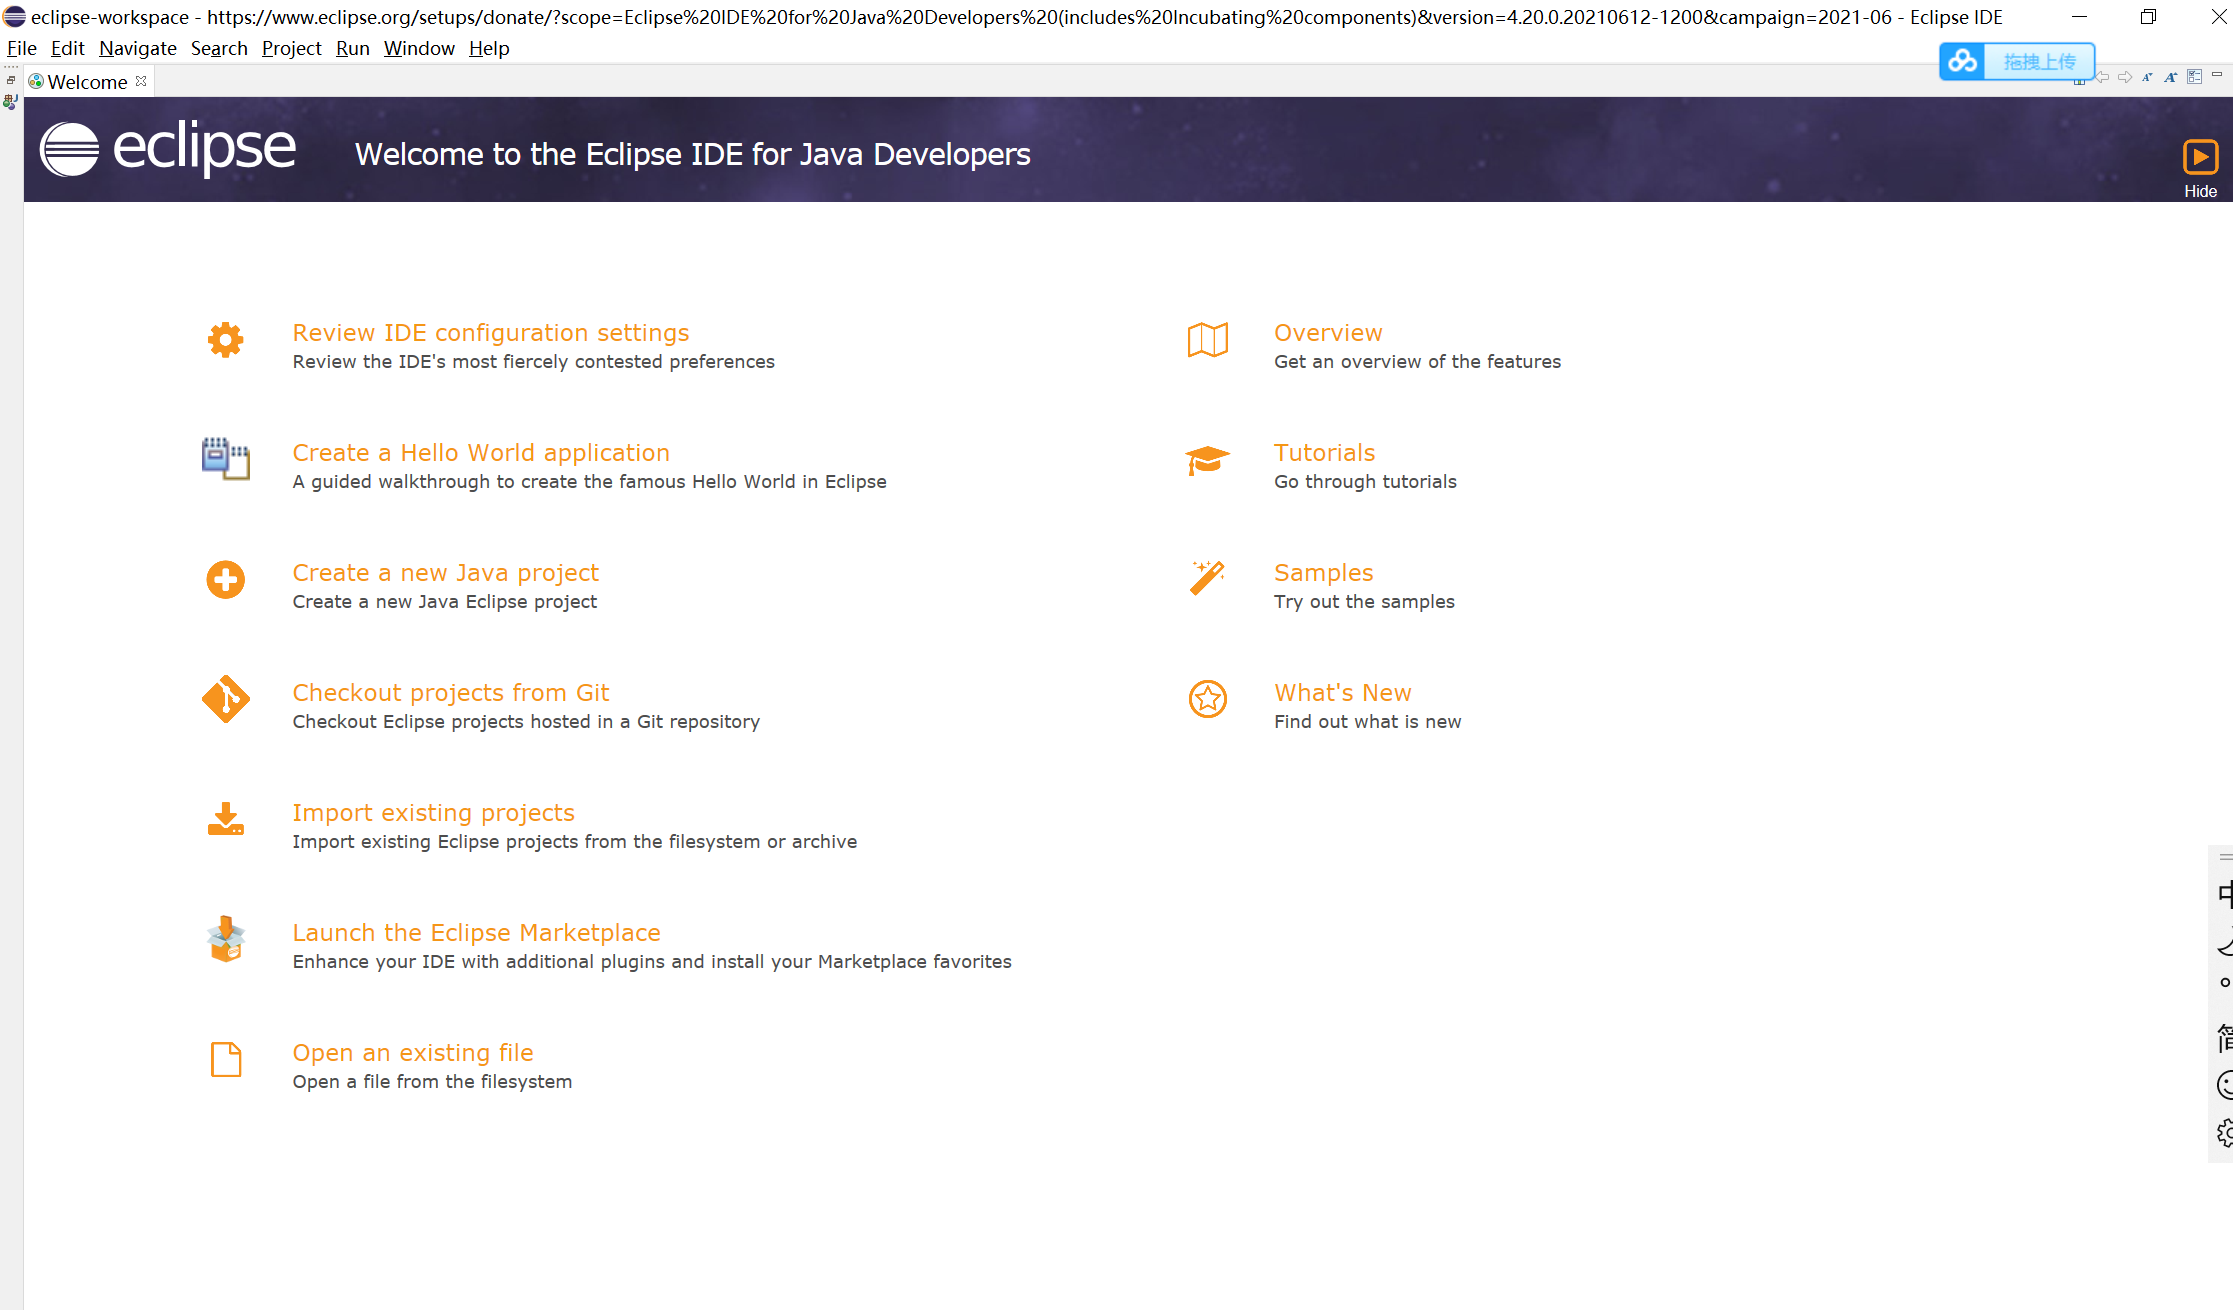 eclipse-workspace - https://www.eclipse.org/setups/donate/?scope=Eclipse%20IDE%20for%20Java%20Developers%20(includes%20Incubating%20components)&version=4.20.0.20210612-1200&campaign=2021-06 - Eclipse IDE
File Edit Navigate Search Project Run Window Help
拖拽上传
Welcome
eclipse
Welcome to the Eclipse IDE for Java Developers
Hide
Review IDE configuration settings
Review the IDE's most fiercely contested preferences
Create a Hello World application
A guided walkthrough to create the famous Hello World in Eclipse
Create a new Java project
Create a new Java Eclipse project
Checkout projects from Git
Checkout Eclipse projects hosted in a Git repository
Import existing projects
Import existing Eclipse projects from the filesystem or archive
Launch the Eclipse Marketplace
Enhance your IDE with additional plugins and install your Marketplace favorites
Open an existing file
Open a file from the filesystem
Overview
Get an overview of the features
Tutorials
Go through tutorials
Samples
Try out the samples
What's New
Find out what is new